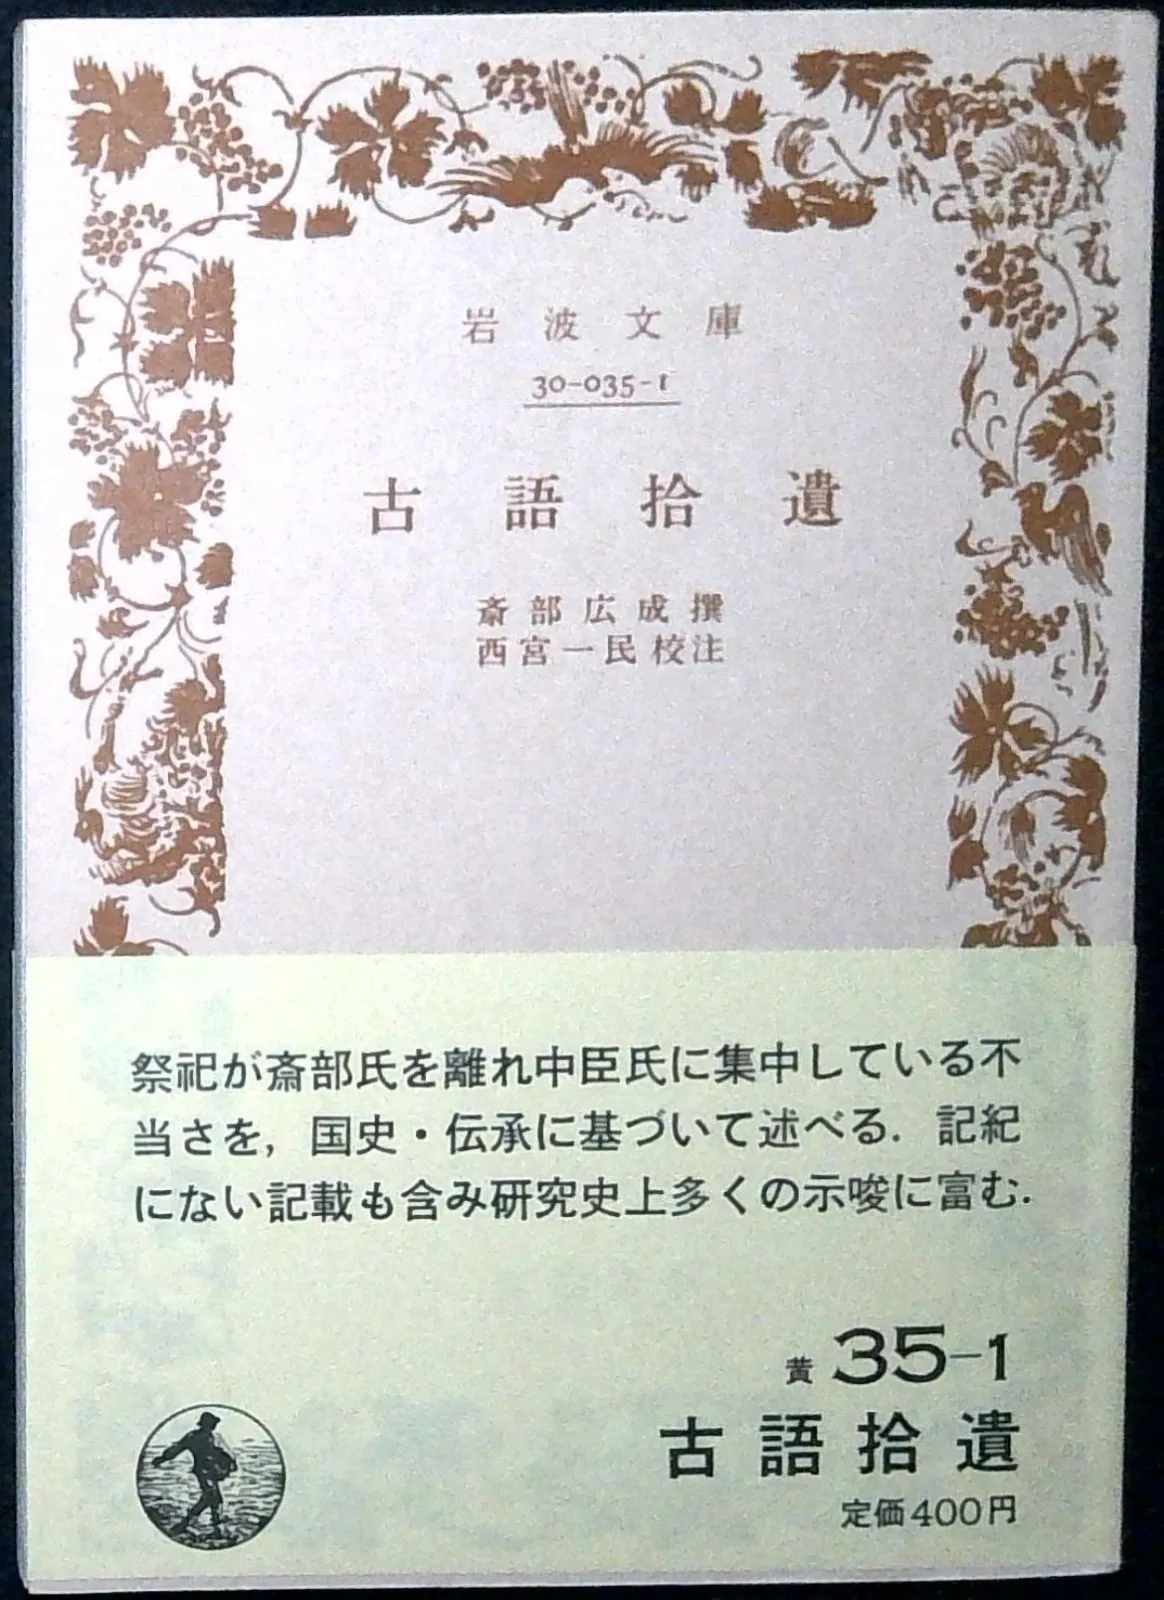 岩波文庫
30-035-1
古語拾遺
斎部広成撰
西宮一民校注
祭祀が斎部氏を離れ中臣氏に集中している不
当さを，国史・伝承に基づいて述べる．記紀
にない記載も含み研究史上多くの示唆に富む．
黄 35-1
古語拾遺
定価400円